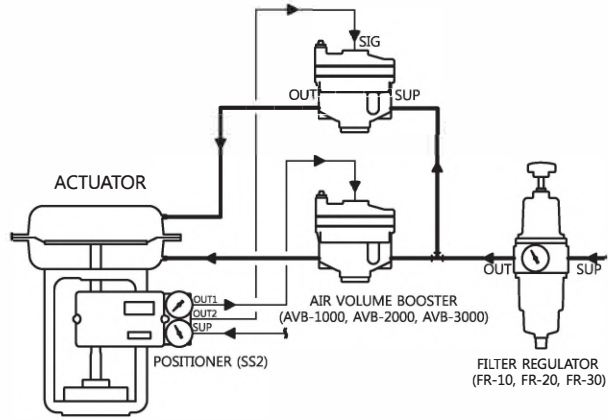 SIG
OUT
SUP
ACTUATOR
OUT
SUP
OUT1
OUT2
SUP
AIR VOLUME BOOSTER
(AVB-1000, AVB-2000, AVB-3000)
POSITIONER (SS2)
FILTER REGULATOR
(FR-10, FR-20, FR-30)